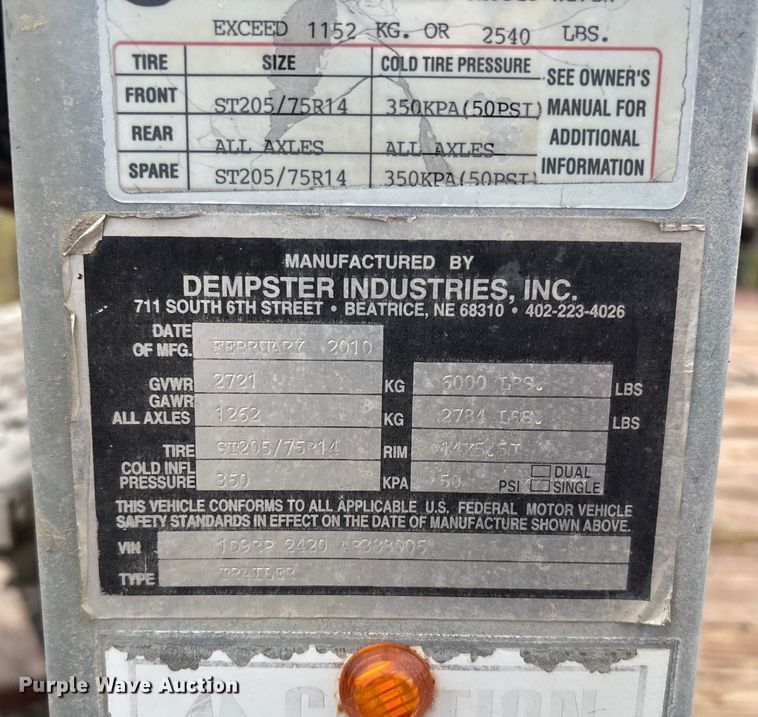 EXCEED 1152 KG. OR 2540 LBS.
TIRE SIZE COLD TIRE PRESSURE SEE OWNER'S
FRONT ST205/75R14 350KPA(50PSI) MANUAL FOR
REAR ALL AXLES ALL AXLES ADDITIONAL
SPARE ST205/75R14 350KPA(50PSI) INFORMATION
MANUFACTURED BY
DEMPSTER INDUSTRIES, INC.
711 SOUTH 6TH STREET • BEATRICE, NE 68310 • 402-223-4026
DATE
OF MFG. FEBRUARY 2010
GVWR 2721 KG 6000 LBS. LBS
GAWR
ALL AXLES 1262 KG 2784 LBS. LBS
TIRE ST205/75R14 RIM
COLD INFL
PRESSURE 350 KPA 50 PSI DUAL
SINGLE
THIS VEHICLE CONFORMS TO ALL APPLICABLE U.S. FEDERAL MOTOR VEHICLE
SAFETY STANDARDS IN EFFECT ON THE DATE OF MANUFACTURE SHOWN ABOVE.
VIN
TYPE TRAILER
CAUTION
Purple Wave Auction